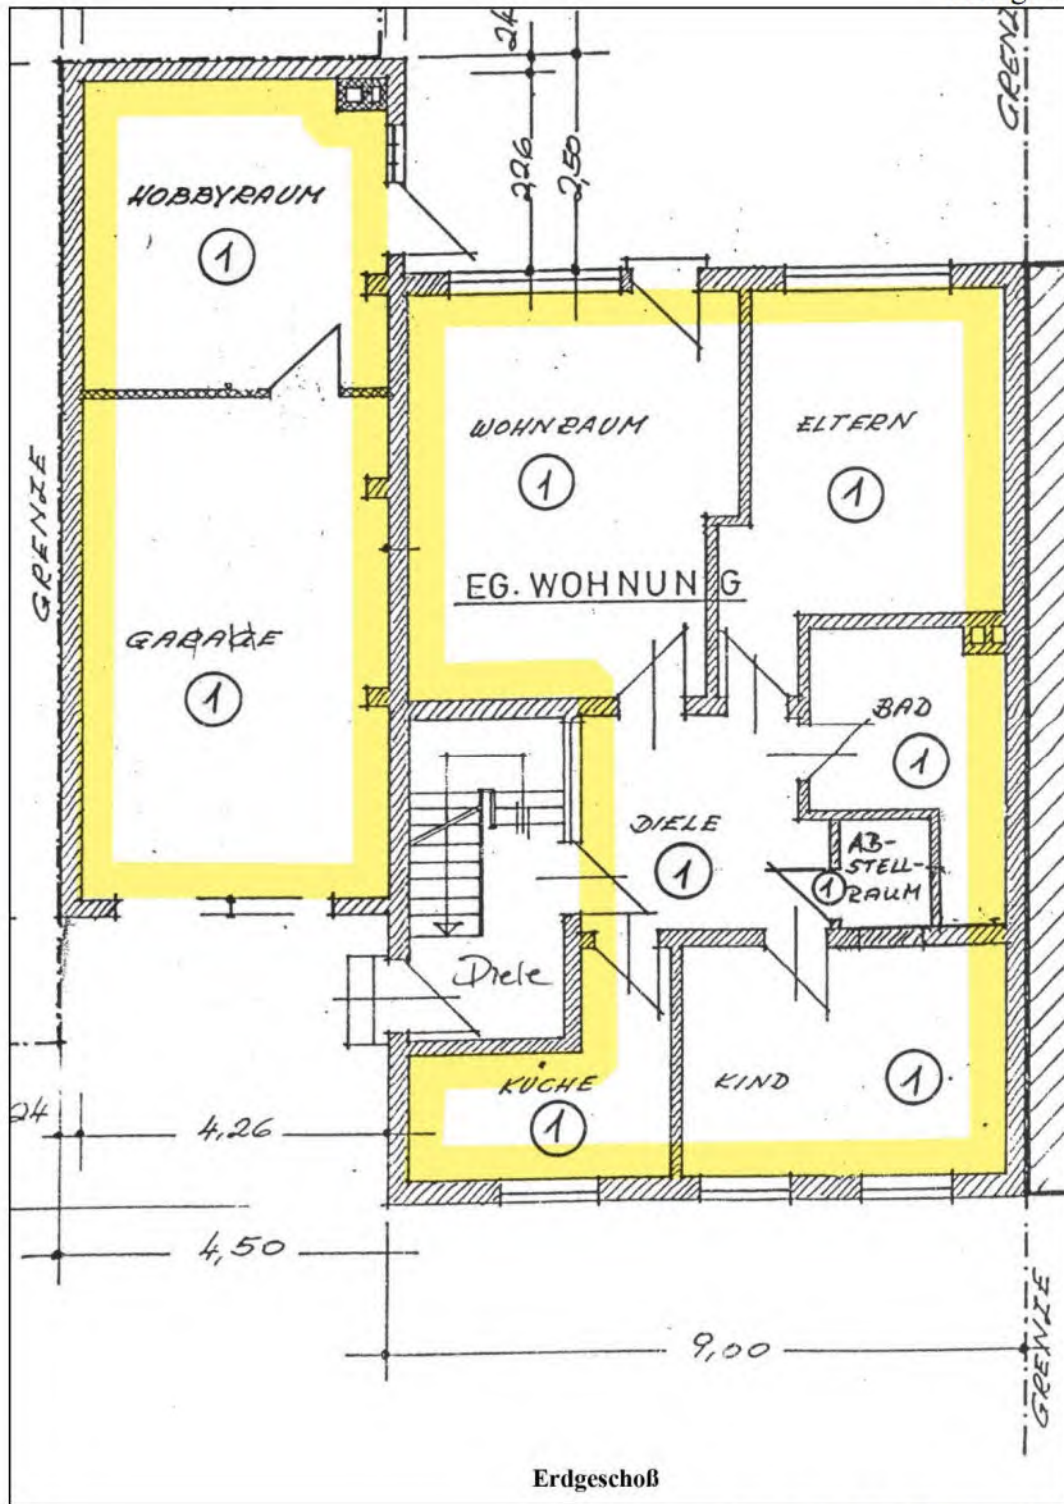 24
GRENZE
2,26
2,50
HOBBYRAUM
1
WOHNRAUM
1
ELTERN
1
GRENZE
EG. WOHNUNG
GARAGE
1
BAD
1
DIELE
1
AB-
STELL-
RAUM
1
Diele
KÜCHE
1
KIND
1
24
4,26
4,50
9,00
GRENZE
Erdgeschoß